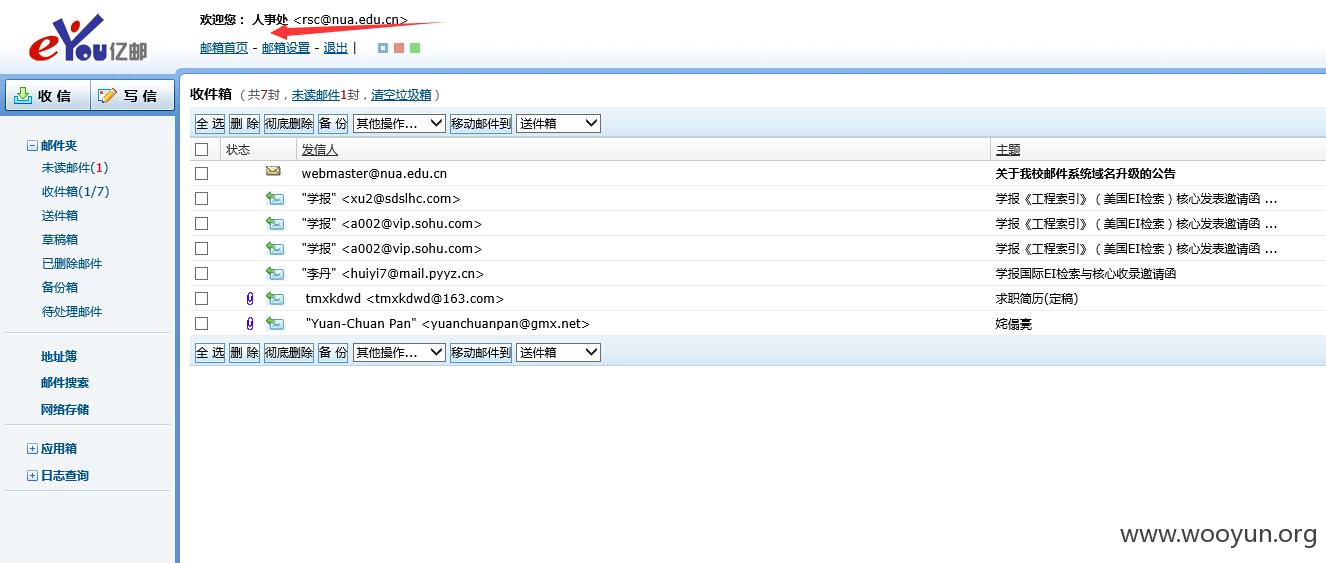 eYou亿邮
欢迎您： 人事处 <rsc@nua.edu.cn>
邮箱首页 - 邮箱设置 - 退出 |
收信 写信
收件箱 （共7封，未读邮件1封，清空垃圾箱）
全选 删除 彻底删除 备份 其他操作... 移动邮件到 送件箱
状态 发信人 主题
webmaster@nua.edu.cn 关于我校邮件系统域名升级的公告
"学报" <xu2@sdslhc.com> 学报《工程索引》（美国EI检索）核心发表邀请函 ...
"学报" <a002@vip.sohu.com> 学报《工程索引》（美国EI检索）核心发表邀请函 ...
"学报" <a002@vip.sohu.com> 学报《工程索引》（美国EI检索）核心发表邀请函 ...
"李丹" <huiyi7@mail.pyyz.cn> 学报国际EI检索与核心收录邀请函
tmxkdwd <tmxkdwd@163.com> 求职简历(定稿)
"Yuan-Chuan Pan" <yuanchuanpan@gmx.net>
全选 删除 彻底删除 备份 其他操作... 移动邮件到 送件箱
邮件夹
未读邮件(1)
收件箱(1/7)
送件箱
草稿箱
已删除邮件
备份箱
待处理邮件
地址簿
邮件搜索
网络存储
应用箱
日志查询
www.wooyun.org